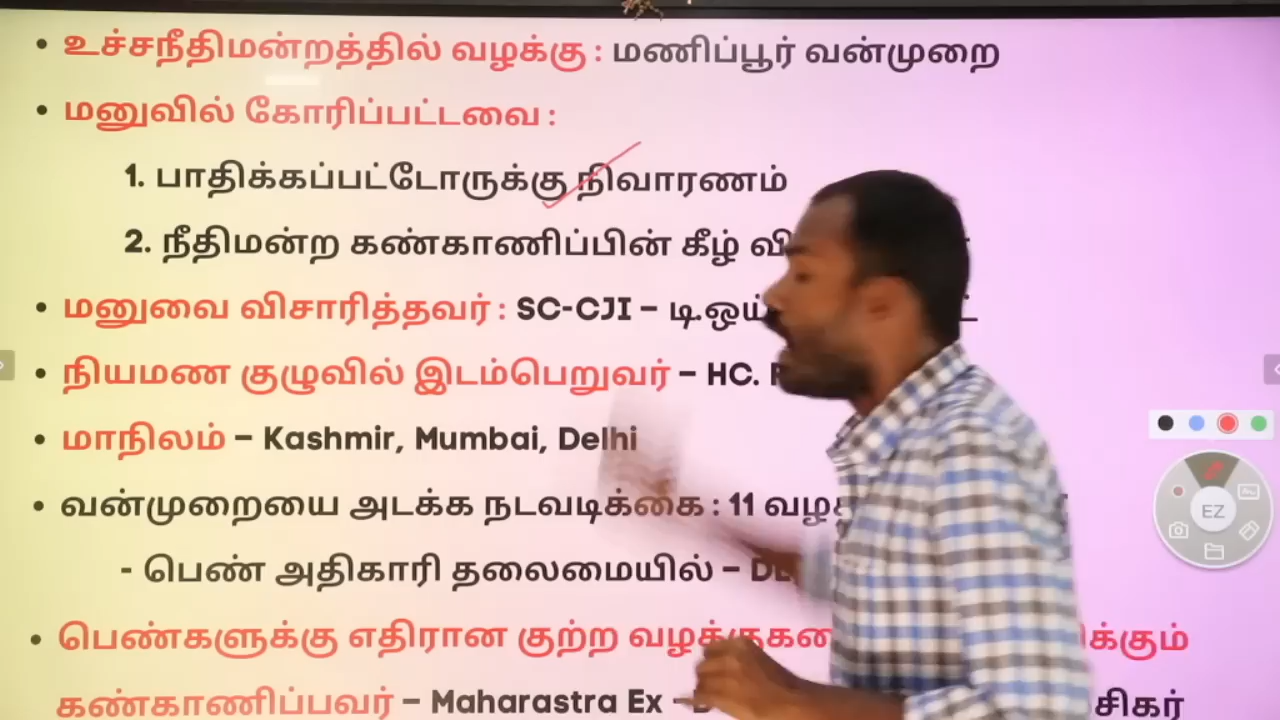 • உச்சநீதிமன்றத்தில் வழக்கு : மணிப்பூர் வன்முறை
• மனுவில் கோரிப்பட்டவை :
1. பாதிக்கப்பட்டோருக்கு நிவாரணம்
2. நீதிமன்ற கண்காணிப்பின் கீழ்
• மனுவை விசாரித்தவர் : SC-CJI –
• நியமண குழுவில் இடம்பெறுவர் – HC.
• மாநிலம் – Kashmir, Mumbai, Delhi
• வன்முறையை அடக்க நடவடிக்கை : 11
- பெண் அதிகாரி தலைமையில் –
• பெண்களுக்கு எதிரான குற்ற
கண்காணிப்பவர் – Maharastra Ex -
EZ